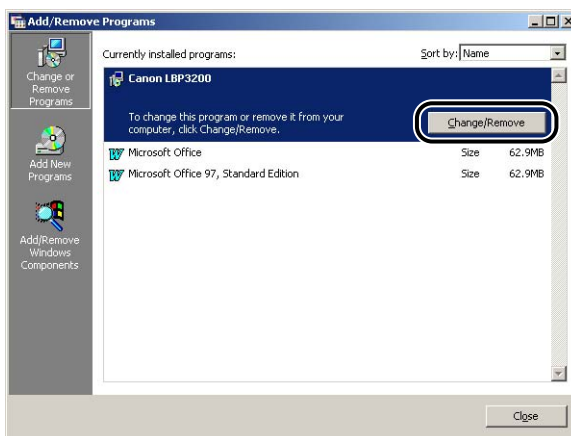 Add/Remove Programs
Change or
Remove
Programs
Add New
Programs
Add/Remove
Windows
Components
Currently installed programs:
Sort by: Name
Canon LBP3200
To change this program or remove it from your
computer, click Change/Remove.
Change/Remove
Microsoft Office Size 62.9MB
Microsoft Office 97, Standard Edition Size 62.9MB
Close